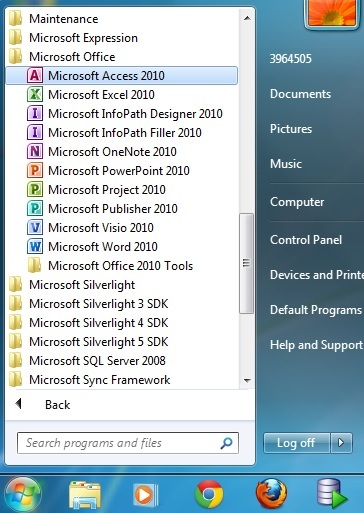 Maintenance
Microsoft Expression
Microsoft Office
Microsoft Access 2010
Microsoft Excel 2010
Microsoft InfoPath Designer 2010
Microsoft InfoPath Filler 2010
Microsoft OneNote 2010
Microsoft PowerPoint 2010
Microsoft Project 2010
Microsoft Publisher 2010
Microsoft Visio 2010
Microsoft Word 2010
Microsoft Office 2010 Tools
Microsoft Silverlight
Microsoft Silverlight 3 SDK
Microsoft Silverlight 4 SDK
Microsoft Silverlight 5 SDK
Microsoft SQL Server 2008
Microsoft Sync Framework
Back
Search programs and files
3964505
Documents
Pictures
Music
Computer
Control Panel
Devices and Printe
Default Programs
Help and Support
Log off